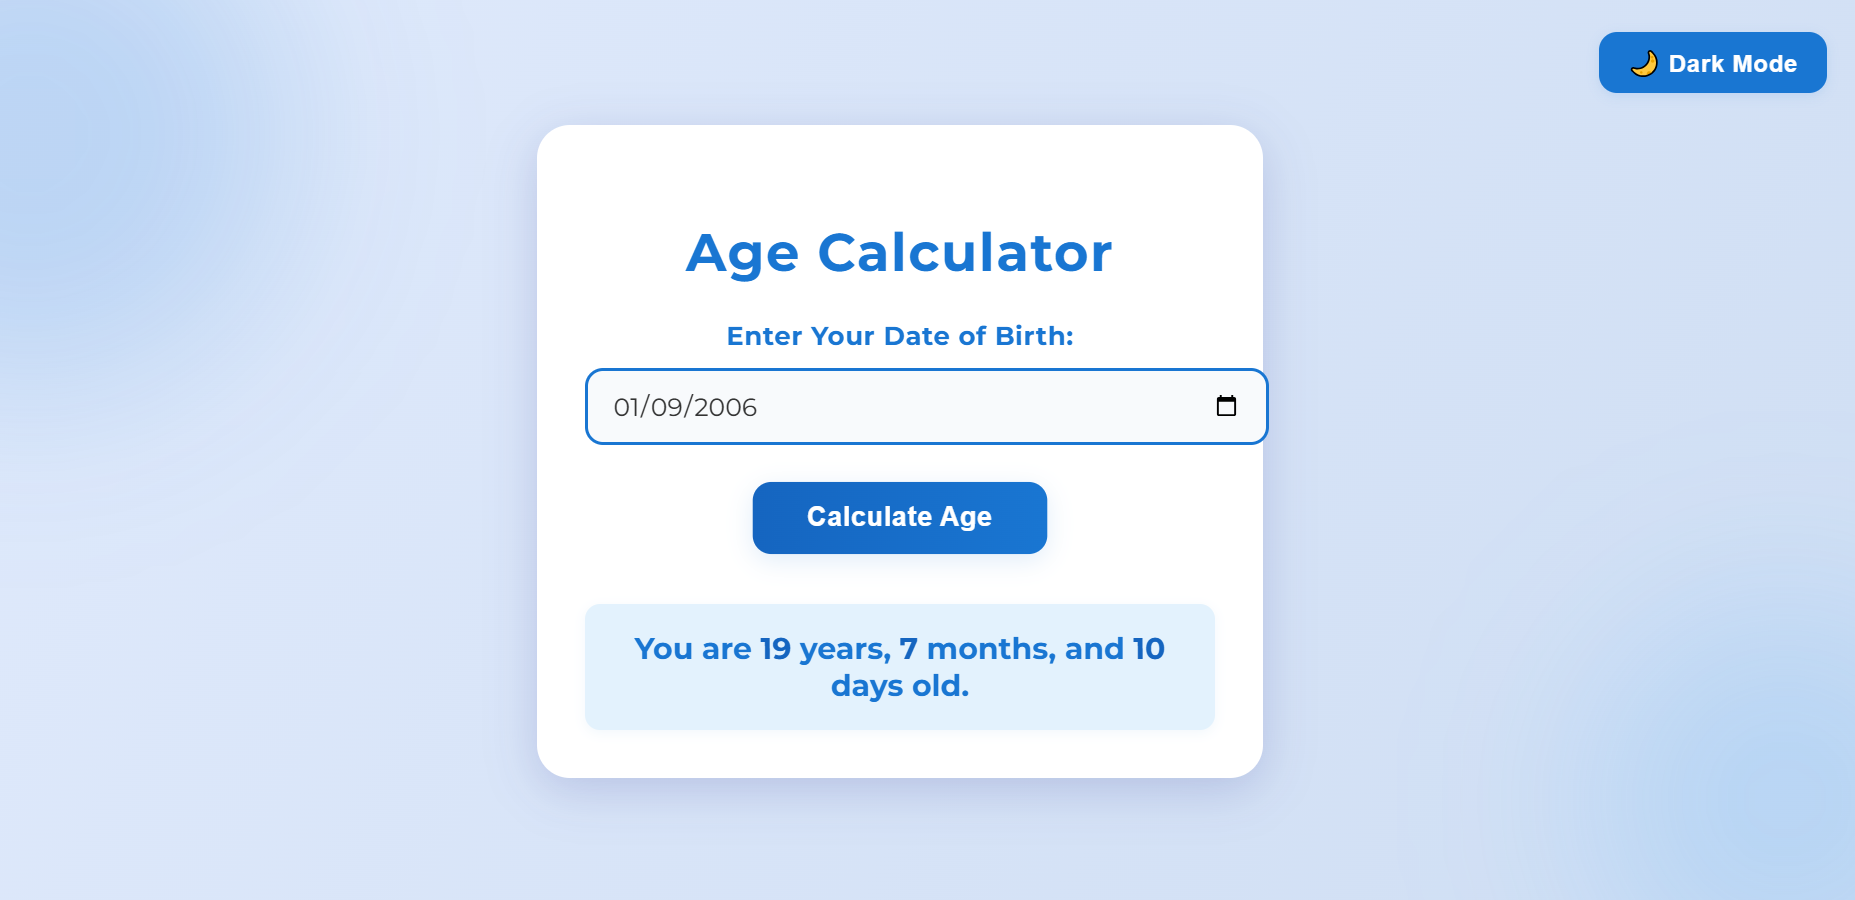 🌙 Dark Mode
Age Calculator
Enter Your Date of Birth:
01/09/2006
Calculate Age
You are 19 years, 7 months, and 10
days old.